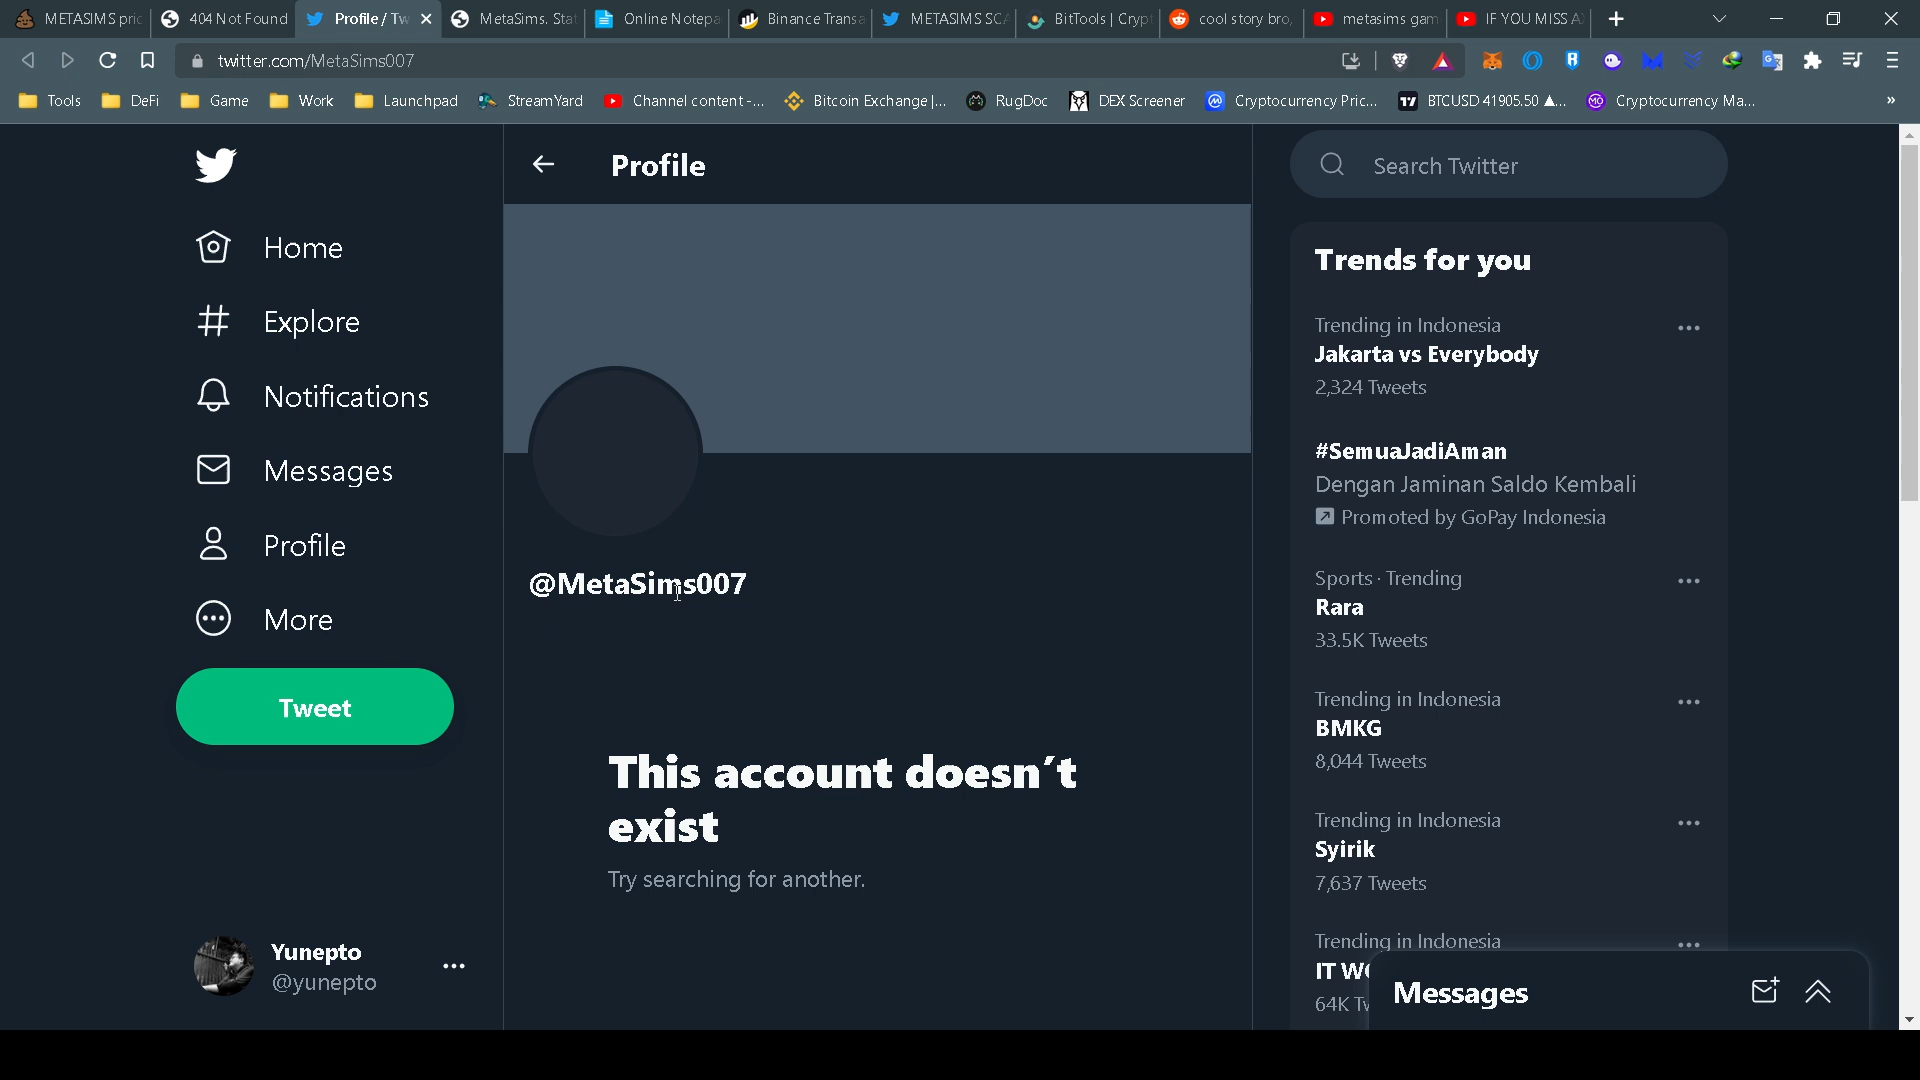 METASIMS pric
404 Not Found
Profile / Tw
MetaSims. Stat
Online Notepa
Binance Transa
METASIMS SCA
BitTools | Crypt
cool story bro,
metasims gam
IF YOU MISS A
twitter.com/MetaSims007
Tools
DeFi
Game
Work
Launchpad
StreamYard
Channel content -...
Bitcoin Exchange |...
RugDoc
DEX Screener
Cryptocurrency Pric...
BTCUSD 41905.50 ▲...
Cryptocurrency Ma...
»
Profile
Search Twitter
Home
Explore
Notifications
Messages
Profile
More
Tweet
Yunepto
@yunepto
@MetaSims007
This account doesn't
exist
Try searching for another.
Trends for you
Trending in Indonesia
Jakarta vs Everybody
2,324 Tweets
#SemuaJadiAman
Dengan Jaminan Saldo Kembali
Promoted by GoPay Indonesia
Sports · Trending
Rara
33.5K Tweets
Trending in Indonesia
BMKG
8,044 Tweets
Trending in Indonesia
Syirik
7,637 Tweets
Trending in Indonesia
IT
64K
Messages